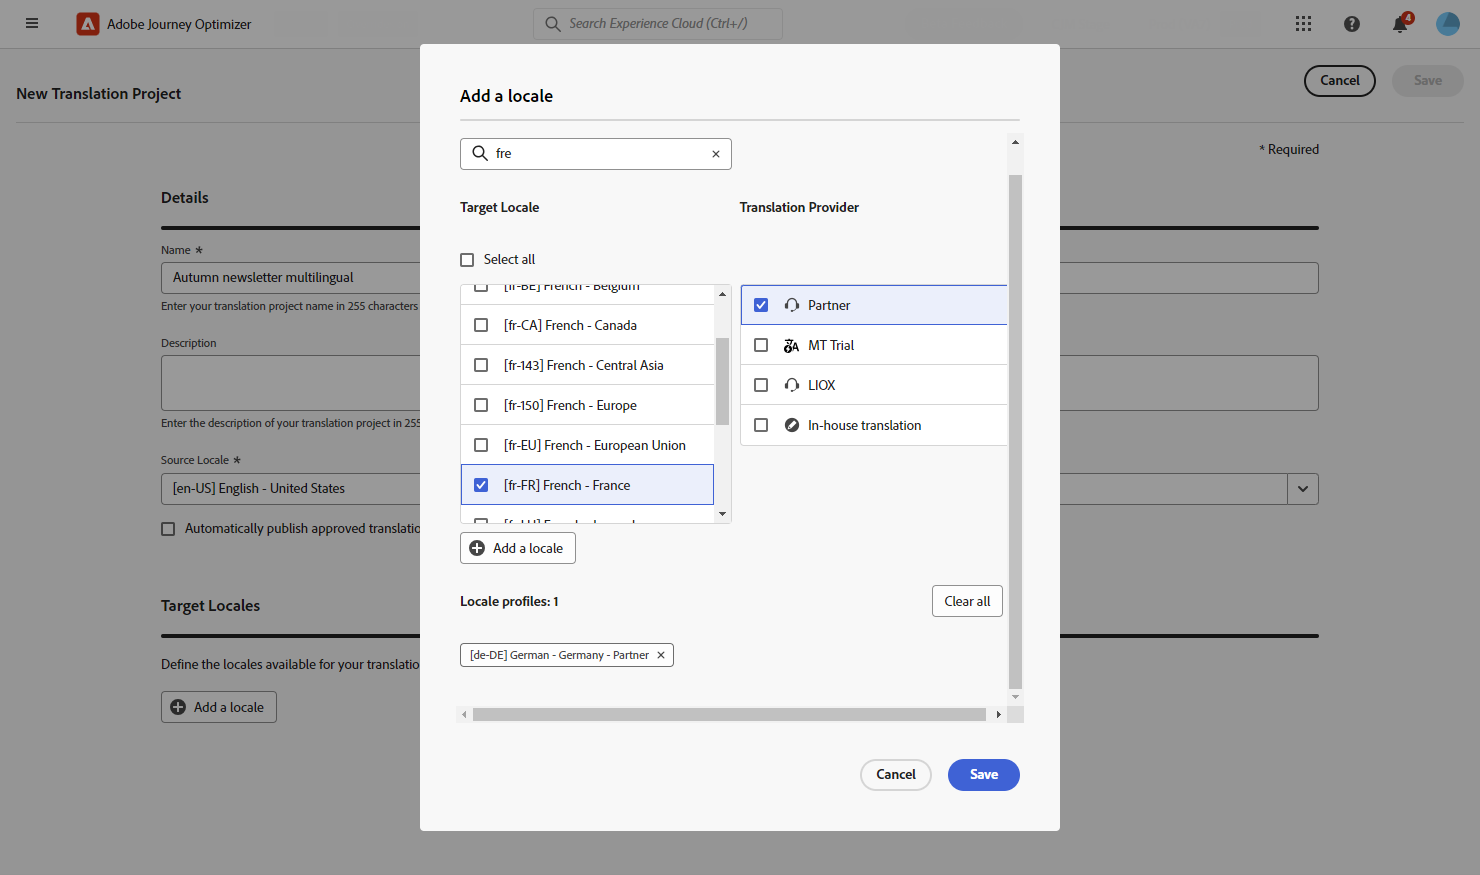 Adobe Journey Optimizer
Search Experience Cloud (Ctrl+/)
4
New Translation Project
Cancel
Save
* Required
Details
Name *
Autumn newsletter multilingual
Enter your translation project name in 255 characters
Description
Enter the description of your translation project in 255
Source Locale *
[en-US] English - United States
Automatically publish approved translatio
Target Locales
Define the locales available for your translatio
Add a locale
Add a locale
fre
Target Locale
Translation Provider
Select all
[fr-BE] French - Belgium
[fr-CA] French - Canada
[fr-143] French - Central Asia
[fr-150] French - Europe
[fr-EU] French - European Union
[fr-FR] French - France
Partner
MT Trial
LIOX
In-house translation
Add a locale
Locale profiles: 1
Clear all
[de-DE] German - Germany - Partner
Cancel
Save